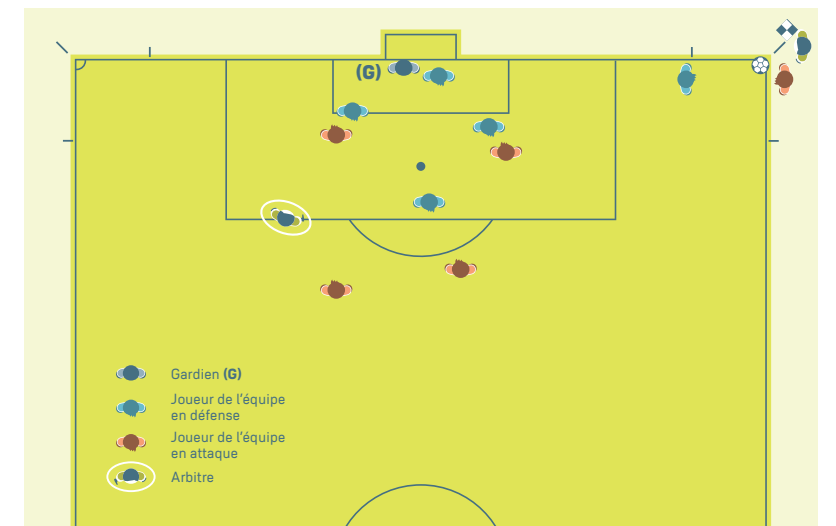 (G)
Gardien (G)
Joueur de l'équipe
en défense
Joueur de l'équipe
en attaque
Arbitre